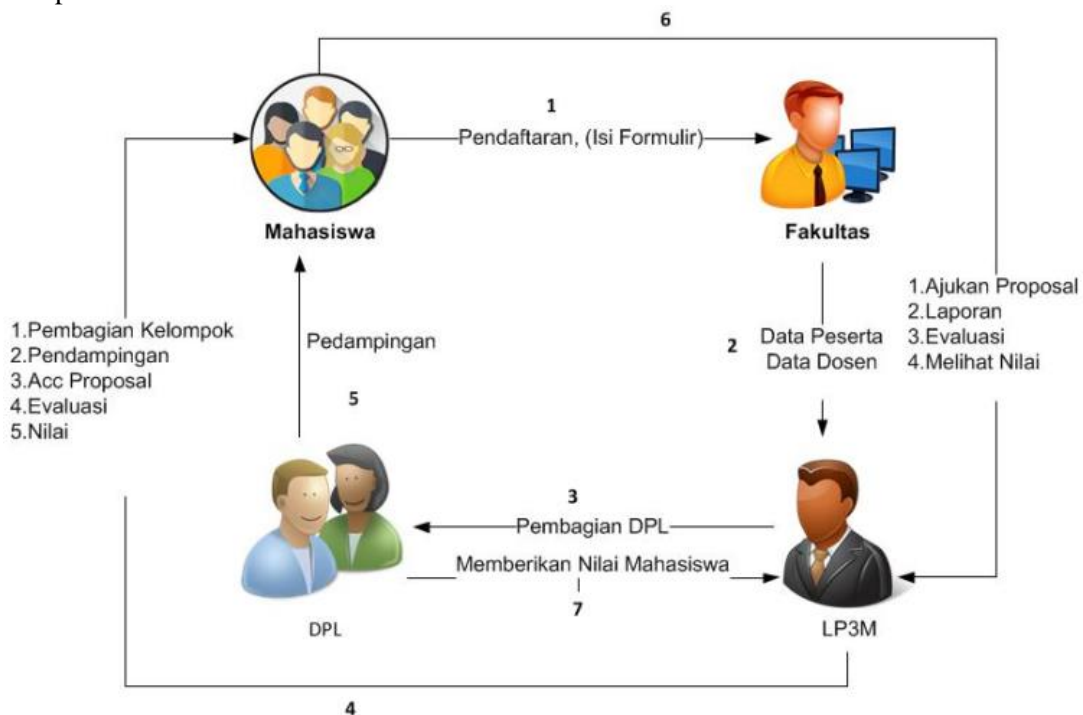 6
1
Pendaftaran, (Isi Formulir)
Mahasiswa
Fakultas
1.Pembagian Kelompok
2.Pendampingan
3.Acc Proposal
4.Evaluasi
5.Nilai
Pedampingan
5
2
Data Peserta
Data Dosen
1.Ajukan Proposal
2.Laporan
3.Evaluasi
4.Melihat Nilai
3
Pembagian DPL
Memberikan Nilai Mahasiswa
7
DPL
LP3M
4